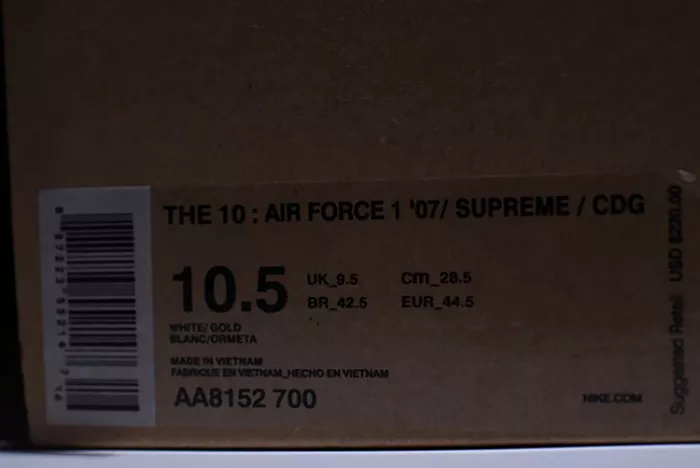 THE 10 : AIR FORCE 1 '07/ SUPREME / CDG
10.5
UK_9.5
cm_28.5
BR_42.5
EUR_44.5
WHITE/ GOLD
BLANC/ORMETA
MADE IN VIETNAM
FABRIQUE EN VIETNAM_HECHO EN VIETNAM
AA8152 700
NIKE.COM
Suggested Retail USD $220.00